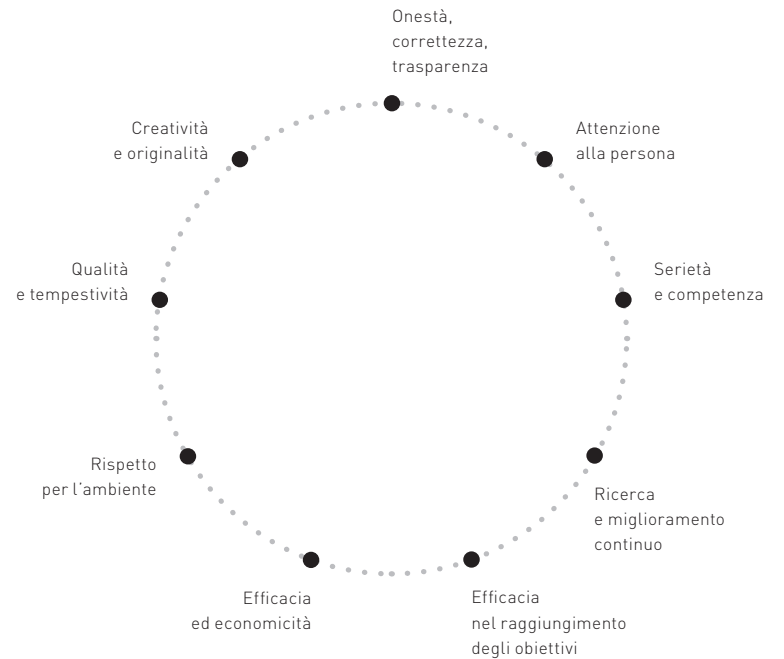 Onestà,
correttezza,
trasparenza
Attenzione
alla persona
Serietà
e competenza
Ricerca
e miglioramento
continuo
Efficacia
nel raggiungimento
degli obiettivi
Efficacia
ed economicità
Rispetto
per l'ambiente
Qualità
e tempestività
Creatività
e originalità